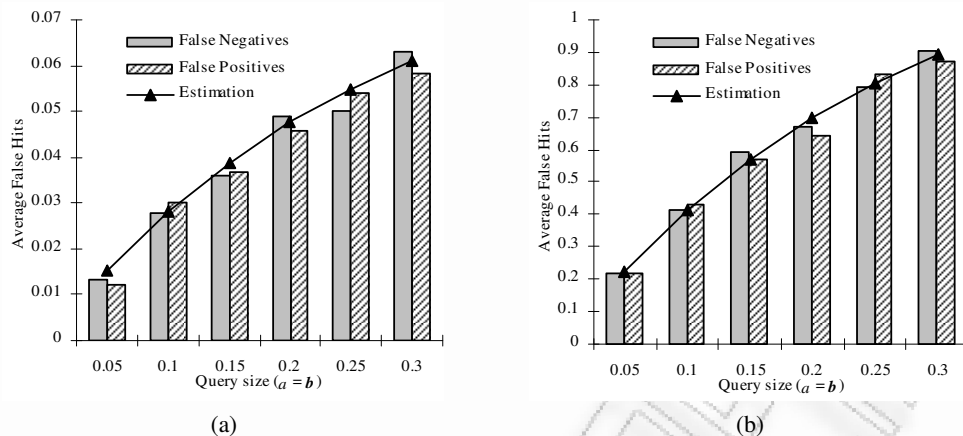 0.07
0.06
0.05
0.04
0.03
0.02
0.01
0
Average False Hits
False Negatives
False Positives
Estimation
0.05 0.1 0.15 0.2 0.25 0.3
Query size (a = b)
(a)
1
0.9
0.8
0.7
0.6
0.5
0.4
0.3
0.2
0.1
0
Average False Hits
False Negatives
False Positives
Estimation
0.05 0.1 0.15 0.2 0.25 0.3
Query size (a = b)
(b)